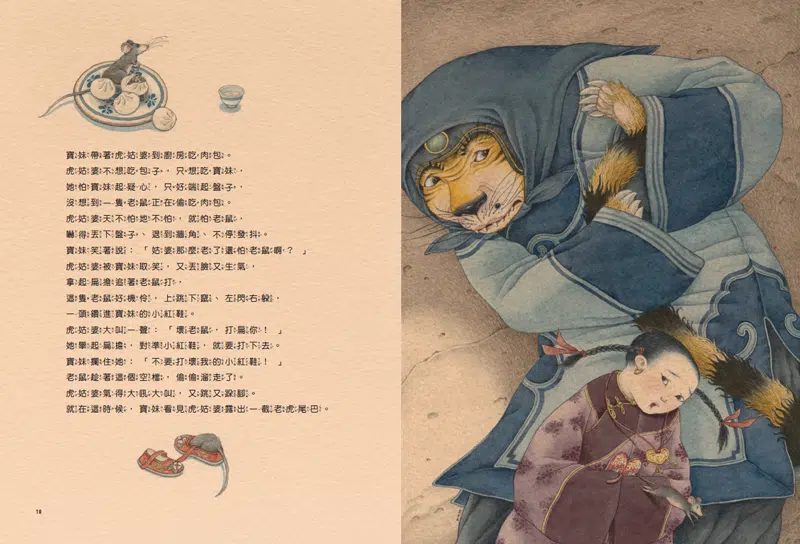 寶妹帶著虎姑婆到廚房吃肉包。
虎姑婆不想吃包子，只想吃寶妹，
她怕寶妹起疑心，只好端起盤子，
沒想到一隻老鼠正在偷吃肉包。
虎姑婆天不怕地不怕，就怕老鼠，
嚇得丟下盤子、退到牆角、不停發抖。
寶妹笑著說：「姑婆那麼老了還怕老鼠啊？」
虎姑婆被寶妹取笑，又丟臉又生氣，
拿起扁擔追著老鼠打，
這隻老鼠好機伶，上跳下竄、左閃右躲，
一頭鑽進寶妹的小紅鞋！
虎姑婆大叫一聲：「壞老鼠，打扁你！」
她舉起扁擔，對準小紅鞋，就要打下去。
寶妹攔住她：「不要打壞我的小紅鞋！」
老鼠趁著這個空檔，偷偷溜走了。
虎姑婆氣得大吼大叫，又跳又跺腳。
就在這時候，寶妹看見虎姑婆露出一截老虎尾巴。
18